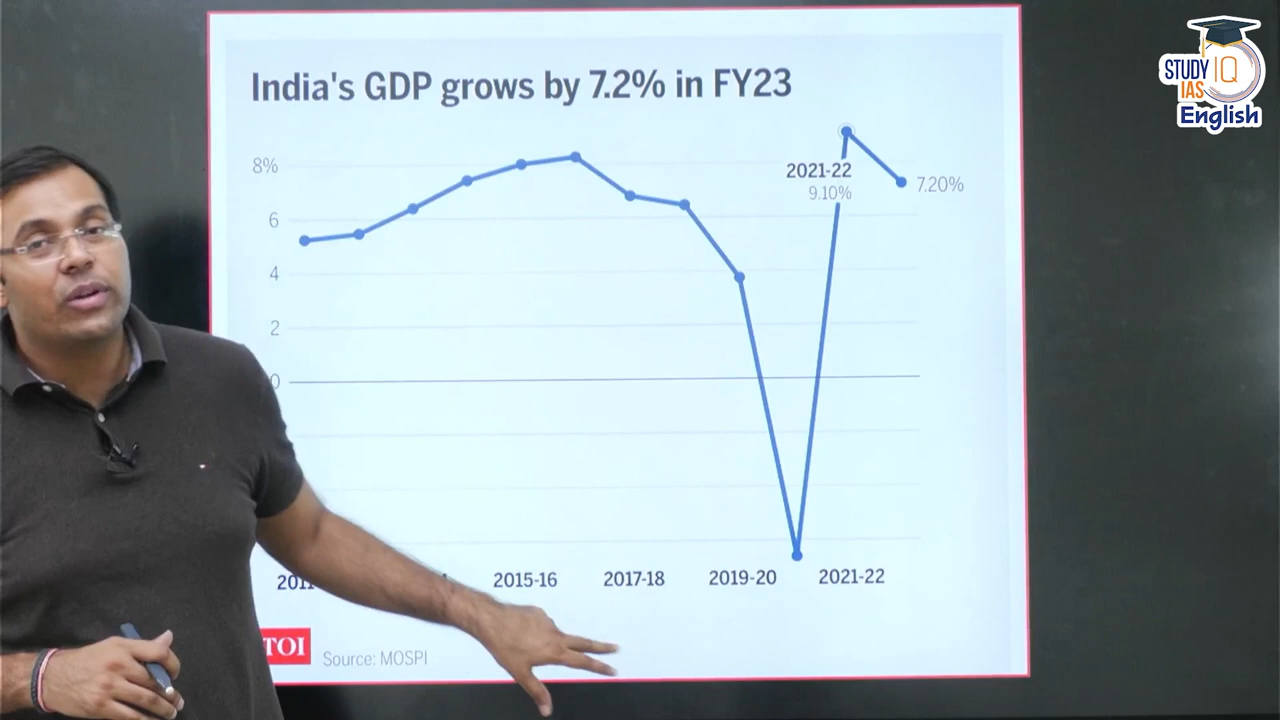 STUDY IQ
IAS
English
India's GDP grows by 7.2% in FY23
8%
6
4
2
0
2021-22
9.10%
7.20%
2015-16
2017-18
2019-20
2021-22
TOI
Source: MOSPI